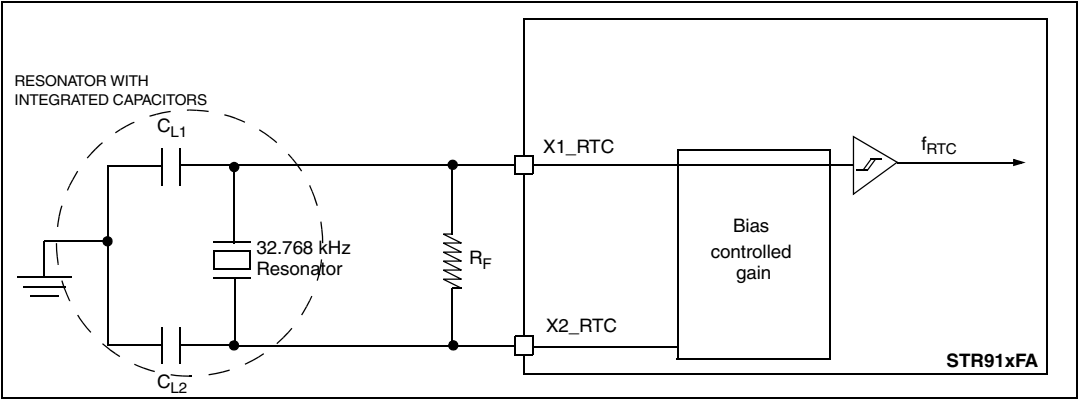 RESONATOR WITH
INTEGRATED CAPACITORS
CL1
X1_RTC
fRTC
Bias
controlled
gain
32.768 kHz
Resonator
RF
X2_RTC
STR91xFA
CL2